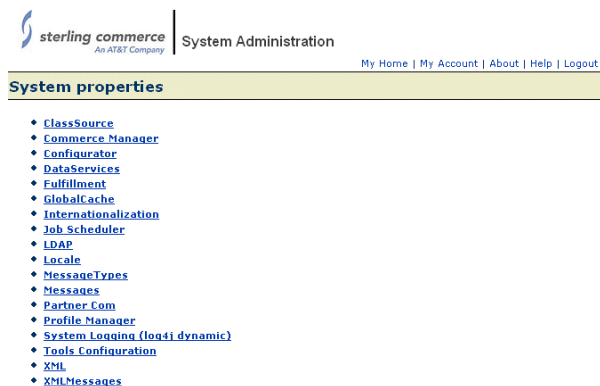 sterling commerce
An AT&T Company
System Administration
My Home | My Account | About | Help | Logout
System properties
ClassSource
Commerce Manager
Configurator
DataServices
Fulfillment
GlobalCache
Internationalization
Job Scheduler
LDAP
Locale
MessageTypes
Messages
Partner Com
Profile Manager
System Logging (log4j dynamic)
Tools Configuration
XML
XMLMessages